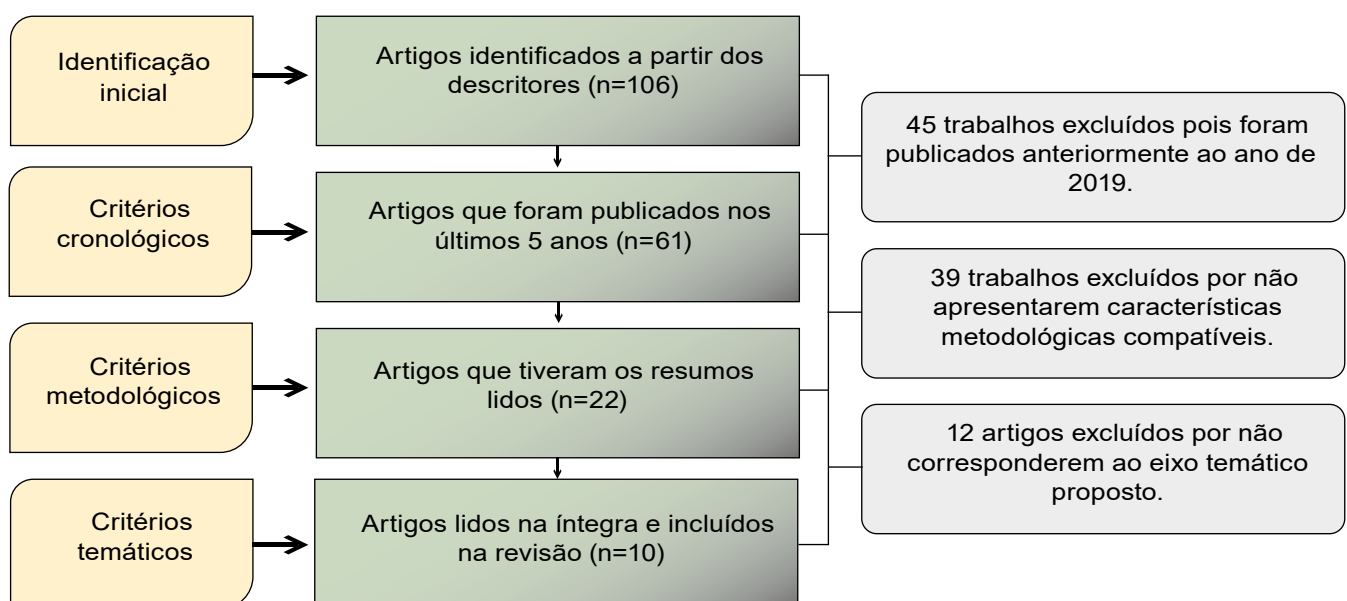 Identificação
inicial
Artigos identificados a partir dos
descritores (n=106)
45 trabalhos excluídos pois foram
publicados anteriormente ao ano de
2019.
Critérios
cronológicos
Artigos que foram publicados nos
últimos 5 anos (n=61)
39 trabalhos excluídos por não
apresentarem características
metodológicas compatíveis.
Critérios
metodológicos
Artigos que tiveram os resumos
lidos (n=22)
12 artigos excluídos por não
corresponderem ao eixo temático
proposto.
Critérios
temáticos
Artigos lidos na íntegra e incluídos
na revisão (n=10)